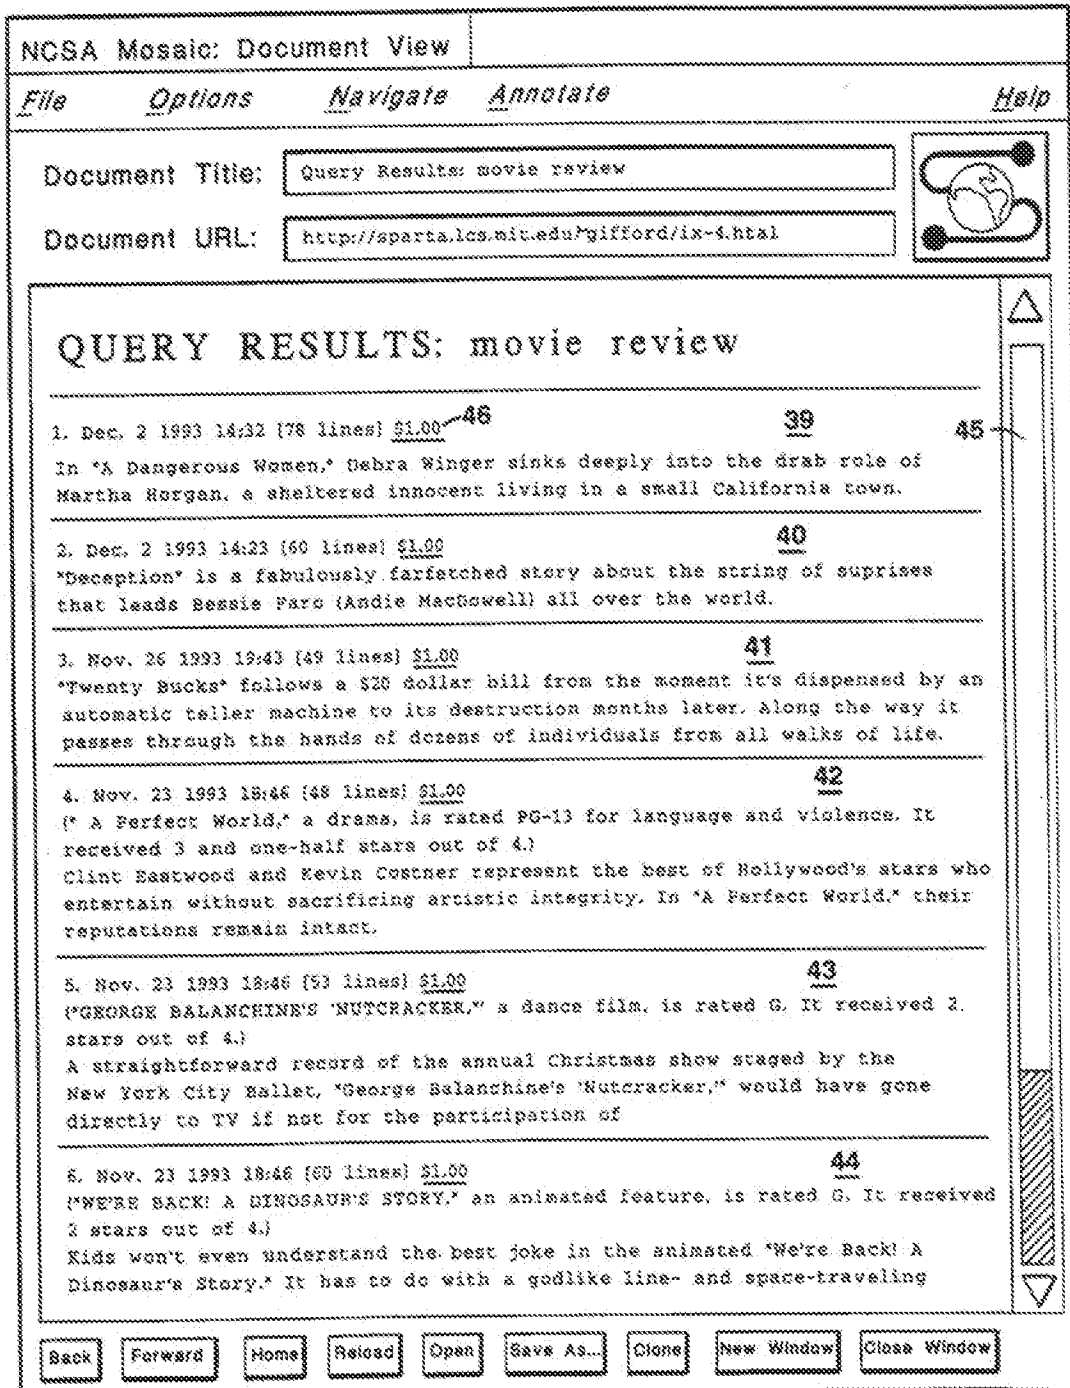 NCSA Mosaic: Document View
File Options Navigate Annotate Help
Document Title: Query Results: movie review
Document URL: http://sparta.lcs.mit.edu/~gifford/ix-4.htal
QUERY RESULTS: movie review
1. Dec. 2 1993 14:32 [78 lines] $1.00 46 39 45
In "A Dangerous Women," Debra Winger sinks deeply into the drab role of
Martha Horgan, a sheltered innocent living in a small California town.
2. Dec. 2 1993 14:23 [60 lines] $1.00 40
"Deception" is a fabulously farfetched story about the string of suprises
that leads Bessie Faro (Andie MacDowell) all over the world.
3. Nov. 26 1993 19:43 [49 lines] $1.00 41
"Twenty Bucks" follows a $20 dollar bill from the moment it's dispensed by an
automatic teller machine to its destruction months later. Along the way it
passes through the hands of dozens of individuals from all walks of life.
4. Nov. 23 1993 18:46 [48 lines] $1.00 42
(" A Perfect World," a drama, is rated PG-13 for language and violence. It
received 3 and one-half stars out of 4.)
Clint Eastwood and Kevin Costner represent the best of Hollywood's stars who
entertain without sacrificing artistic integrity. In "A Perfect World," their
reputations remain intact.
5. Nov. 23 1993 18:46 [53 lines] $1.00 43
("GEORGE BALANCHINE'S 'NUTCRACKER,'" a dance film, is rated G. It received 2
stars out of 4.)
A straightforward record of the annual Christmas show staged by the
New York City Ballet, "George Balanchine's 'Nutcracker,'" would have gone
directly to TV if not for the participation of
6. Nov. 23 1993 18:46 [60 lines] $1.00 44
("WE'RE BACK! A DINOSAUR'S STORY," an animated feature, is rated G. It received
2 stars out of 4.)
Kids won't even understand the best joke in the animated "We're Back! A
Dinosaur's Story." It has to do with a godlike line- and space-traveling
Back Forward Home Reload Open Save As... Clone New Window Close Window